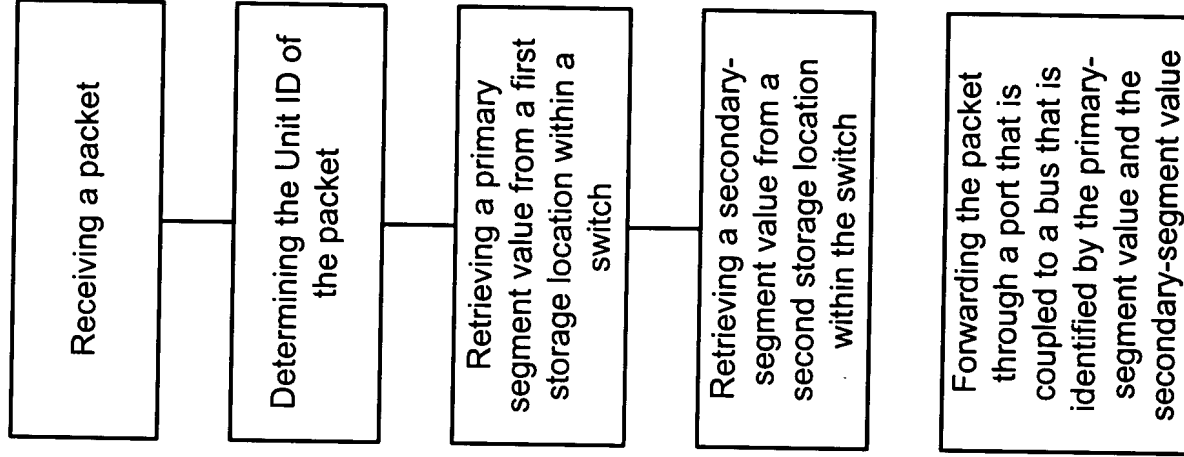 Receiving a packet
Determining the Unit ID of
the packet
Retrieving a primary
segment value from a first
storage location within a
switch
Retrieving a secondary-
segment value from a
second storage location
within the switch
Forwarding the packet
through a port that is
coupled to a bus that is
identified by the primary-
segment value and the
secondary-segment value